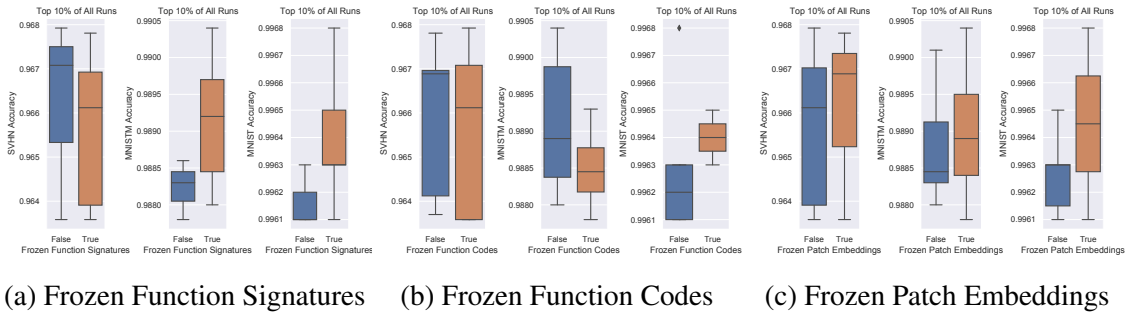 Top 10% of All Runs
SVHN Accuracy
0.968
0.967
0.966
0.965
0.964
False True
Frozen Function Signatures
Top 10% of All Runs
MNISTM Accuracy
0.9905
0.9900
0.9895
0.9890
0.9885
0.9880
False True
Frozen Function Signatures
Top 10% of All Runs
MNIST Accuracy
0.9968
0.9966
0.9965
0.9964
0.9963
0.9962
0.9961
False True
Frozen Function Signatures
(a) Frozen Function Signatures
Top 10% of All Runs
SVHN Accuracy
0.968
0.967
0.966
0.965
0.964
False True
Frozen Function Codes
Top 10% of All Runs
MNISTM Accuracy
0.9905
0.9900
0.9895
0.9890
0.9885
0.9880
False True
Frozen Function Codes
Top 10% of All Runs
MNIST Accuracy
0.9968
0.9966
0.9965
0.9964
0.9963
0.9962
0.9961
False True
Frozen Function Codes
(b) Frozen Function Codes
Top 10% of All Runs
SVHN Accuracy
0.968
0.967
0.966
0.965
0.964
False True
Frozen Patch Embeddings
Top 10% of All Runs
MNISTM Accuracy
0.9905
0.9900
0.9895
0.9890
0.9885
0.9880
False True
Frozen Patch Embeddings
Top 10% of All Runs
MNIST Accuracy
0.9968
0.9966
0.9965
0.9964
0.9963
0.9962
0.9961
False True
Frozen Patch Embeddings
(c) Frozen Patch Embeddings